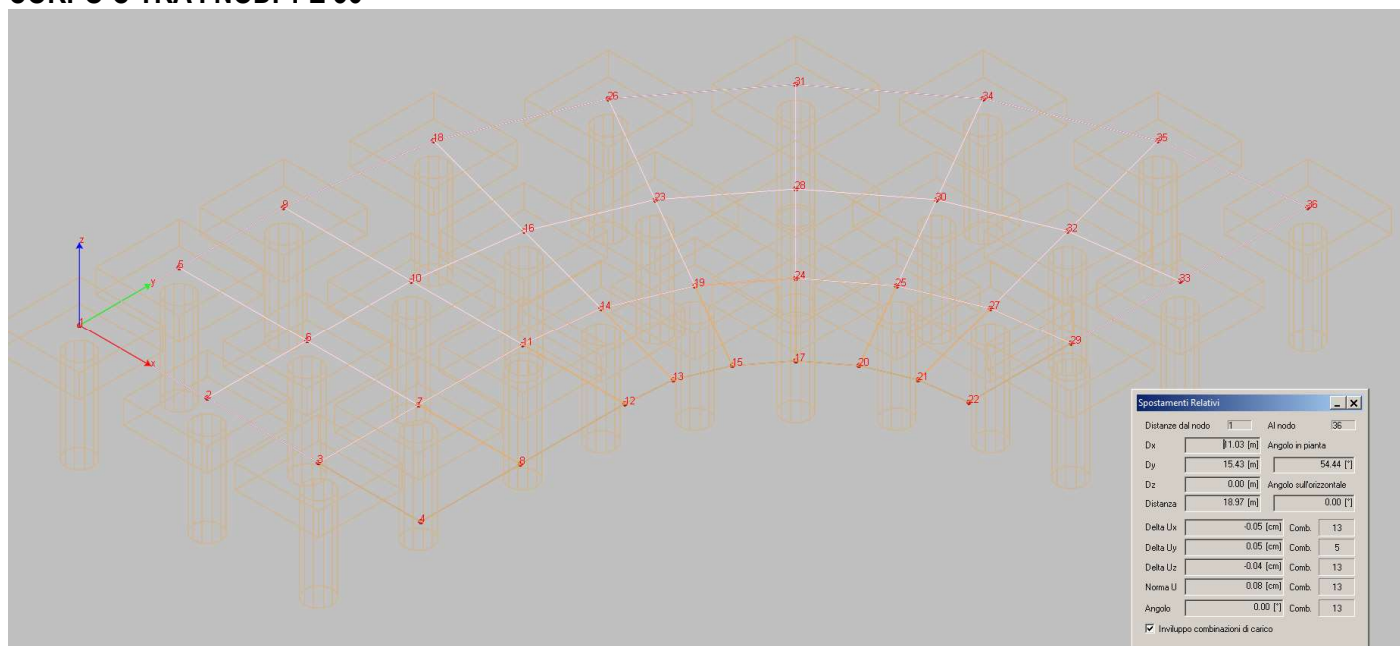 CORPO C TRA I NODI 1 E 36
31
26
34
18
35
28
23
30
9
36
16
32
z
5
10
24
33
19
25
y
14
27
1
6
11
29
x
17
15
20
13
21
2
7
12
22
3
8
4
Spostamenti Relativi
Distanze dal nodo 1 Al nodo 36
Dx 11.03 [m] Angolo in pianta
Dy 15.43 [m] 54.44 [°]
Dz 0.00 [m] Angolo sull'orizzontale
Distanza 18.97 [m] 0.00 [°]
Delta Ux -0.05 [cm] Comb. 13
Delta Uy 0.05 [cm] Comb. 5
Delta Uz -0.04 [cm] Comb. 13
Norma U 0.08 [cm] Comb. 13
Angolo 0.00 [°] Comb. 13
Inviluppo combinazioni di carico